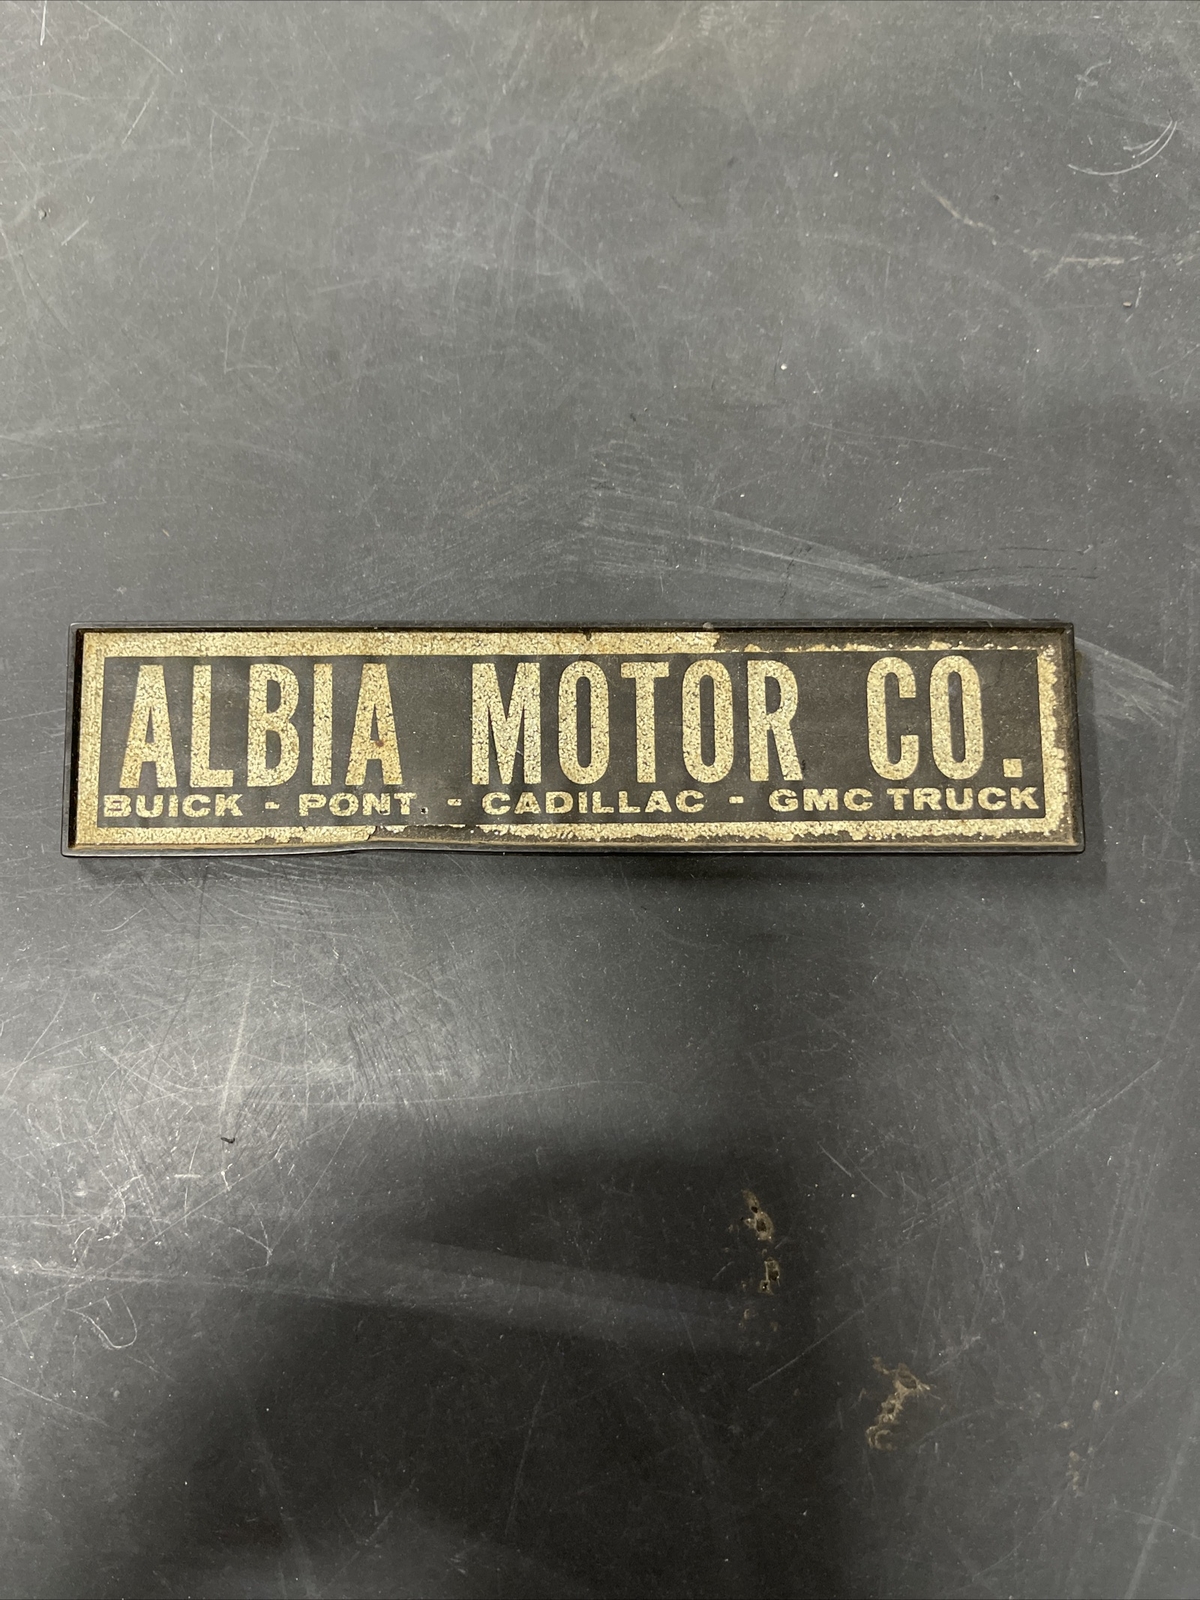 ALBIA MOTOR CO.
BUICK - PONT. - CADILLAC - GMC TRUCK